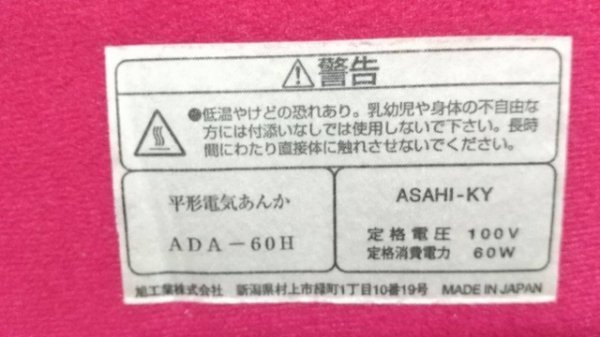 ⚠警告
●低温やけどの恐れあり。乳幼児や身体の不自由な
方には付添いなしでは使用しないで下さい。長時
間にわたり直接体に触れさせないでください。
平形電気あんか
ADA－60H
ASAHI-KY
定格電圧 100V
定格消費電力 60W
旭工業株式会社 新潟県村上市緑町1丁目10番19号 MADE IN JAPAN